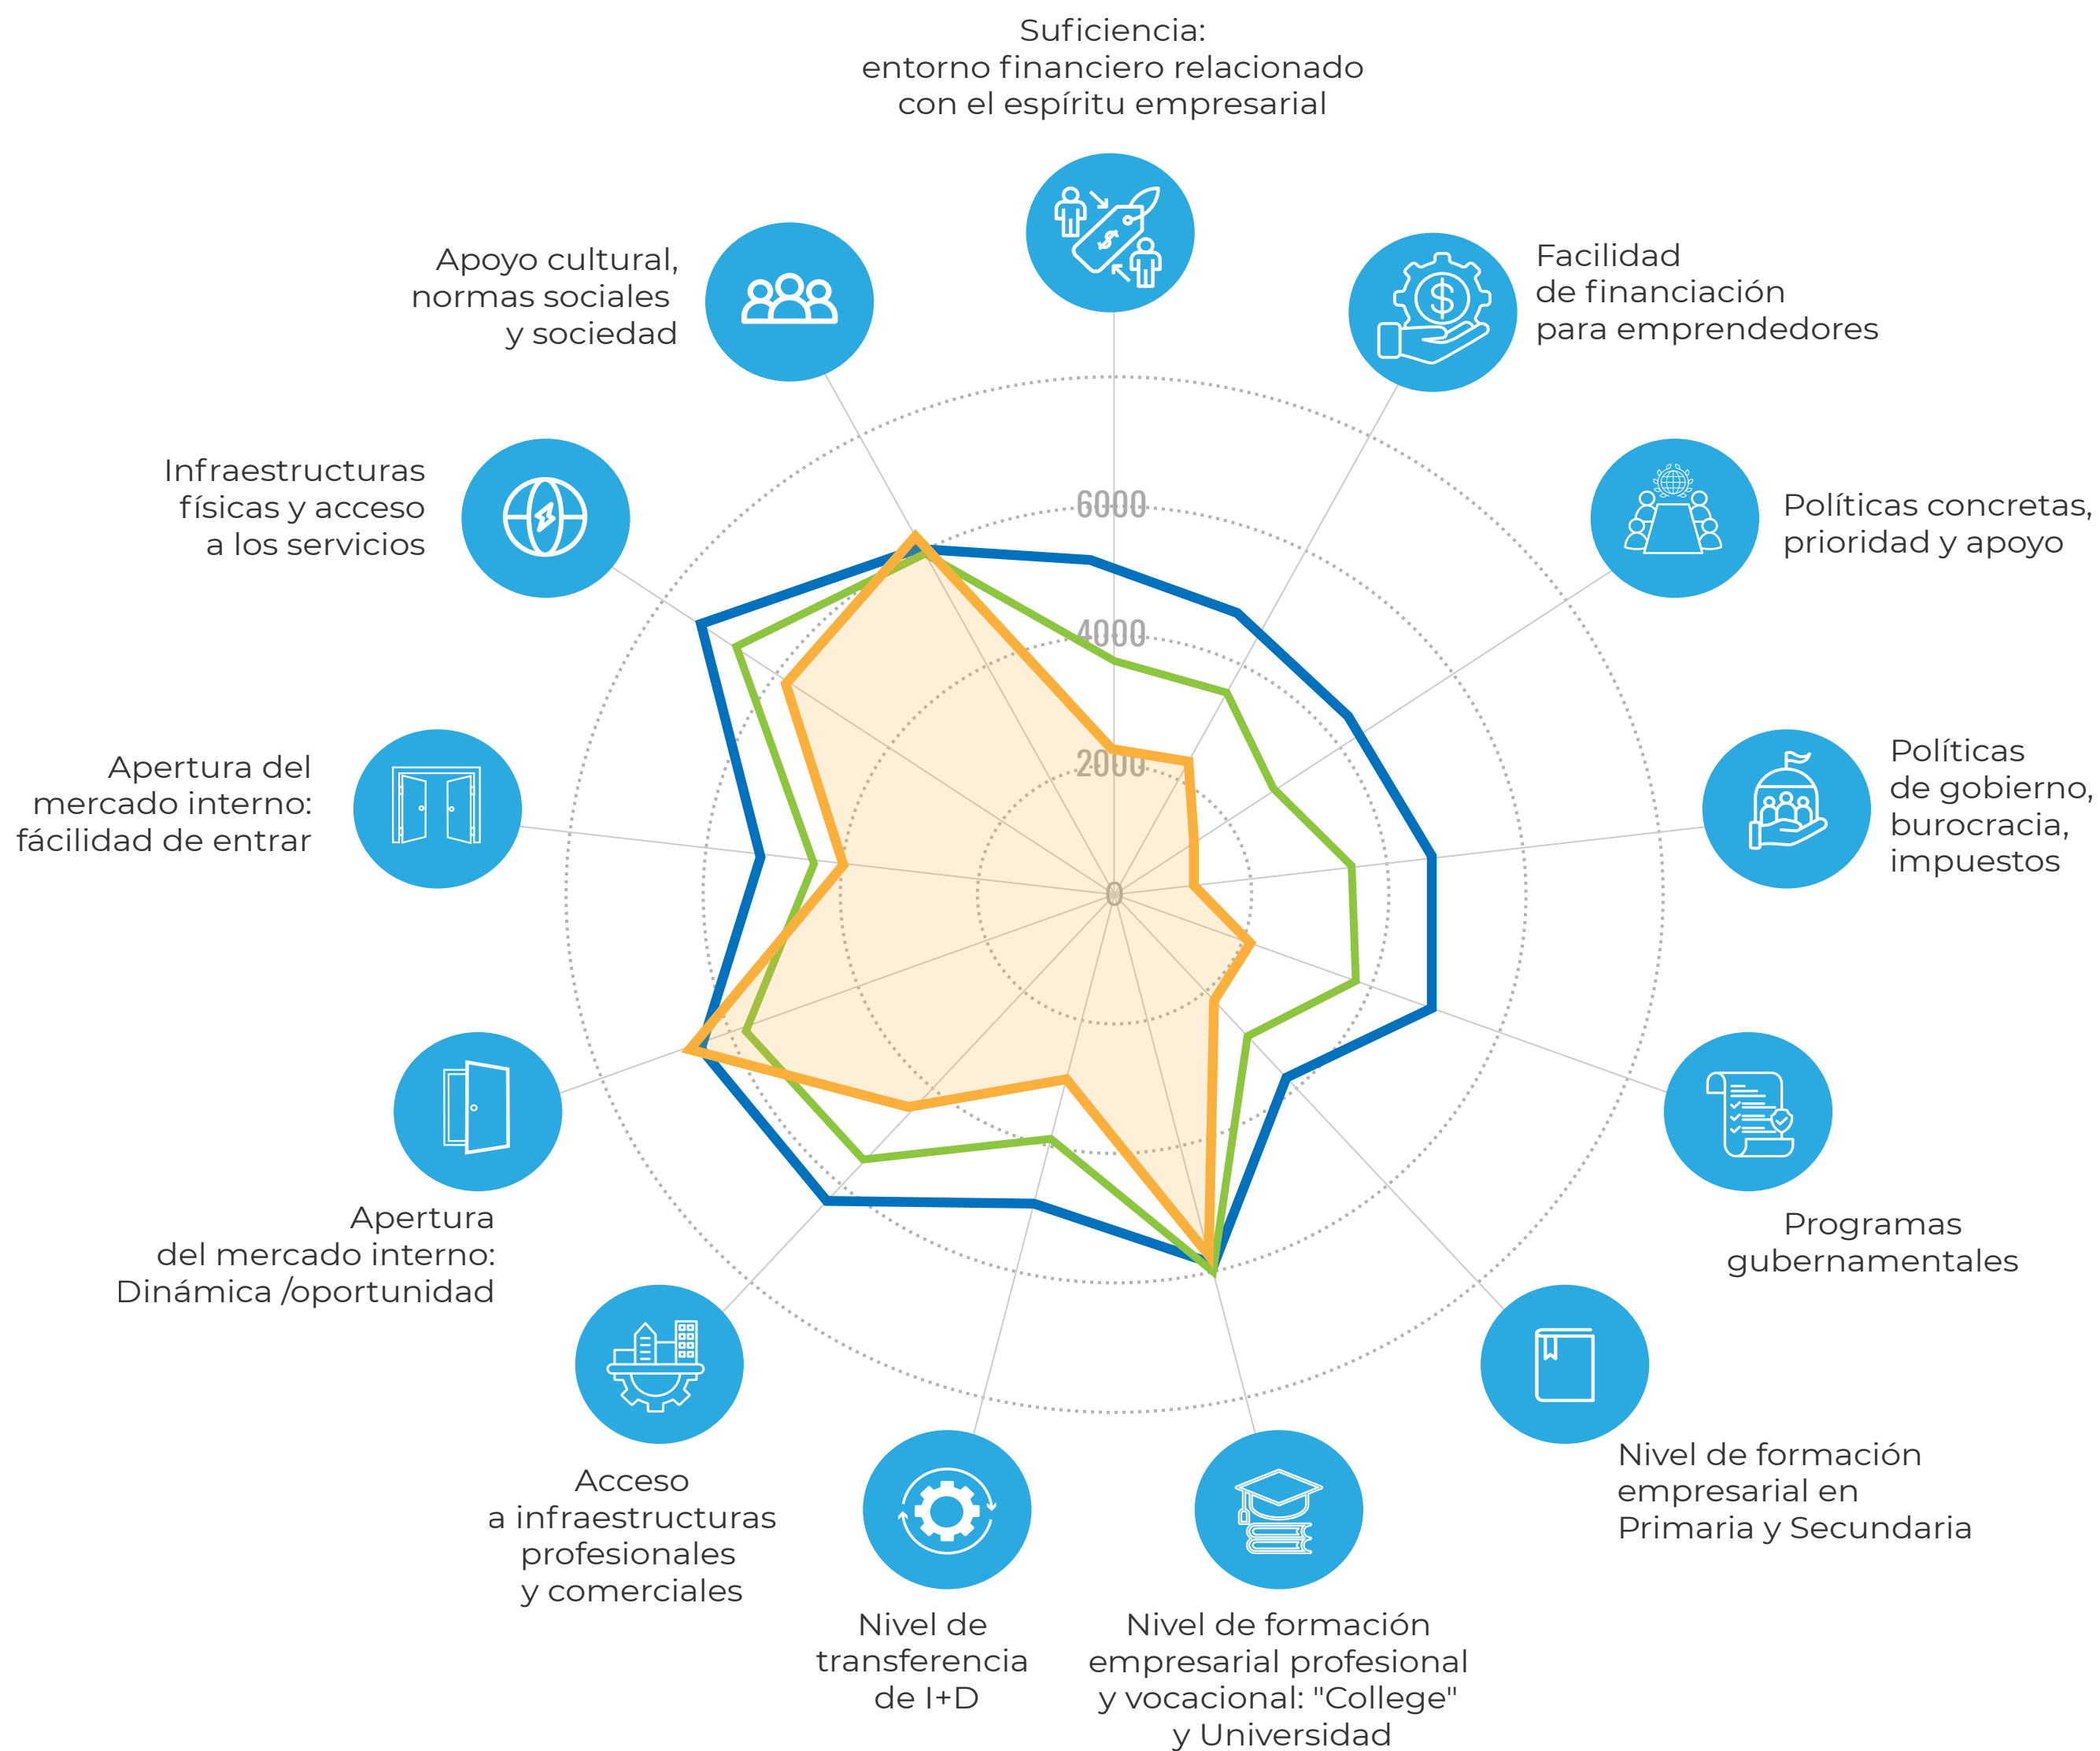 Suficiencia:
entorno financiero relacionado
con el espíritu empresarial
Facilidad
de financiación
para emprendedores
Políticas concretas,
prioridad y apoyo
Políticas
de gobierno,
burocracia,
impuestos
Programas
gubernamentales
Nivel de formación
empresarial en
Primaria y Secundaria
Nivel de formación
empresarial profesional
y vocacional: "College"
y Universidad
Nivel de
transferencia
de I+D
Acceso
a infraestructuras
profesionales
y comerciales
Apertura
del mercado interno:
Dinámica /oportunidad
Apertura del
mercado interno:
fácilidad de entrar
Infraestructuras
físicas y acceso
a los servicios
Apoyo cultural,
normas sociales
y sociedad
6000
4000
2000
0